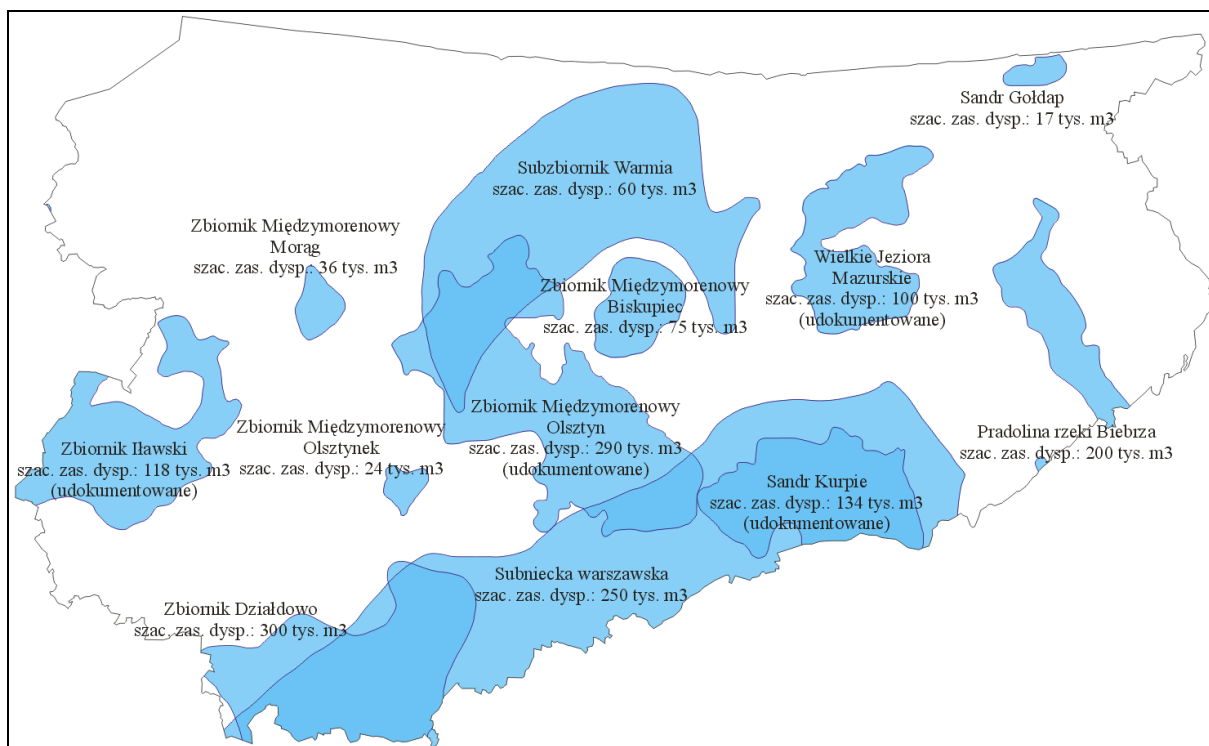 Sandr Gołdap
szac. zas. dysp.: 17 tys. m3
Subzbiornik Warmia
szac. zas. dysp.: 60 tys. m3
Zbiornik Międzymorenowy
Morąg
szac. zas. dysp.: 36 tys. m3
Zbiornik Międzymorenowy
Biskupiec
szac. zas. dysp.: 75 tys. m3
Wielkie Jeziora
Mazurskie
szac. zas. dysp.: 100 tys. m3
(udokumentowane)
Zbiornik Iławski
szac. zas. dysp.: 118 tys. m3
(udokumentowane)
Zbiornik Międzymorenowy
Olsztynek
szac. zas. dysp.: 24 tys. m3
Zbiornik Międzymorenowy
Olsztyn
szac. zas. dysp.: 290 tys. m3
(udokumentowane)
Pradolina rzeki Biebrza
szac. zas. dysp.: 200 tys. m3
Sandr Kurpie
szac. zas. dysp.: 134 tys. m3
(udokumentowane)
Subniecka warszawska
szac. zas. dysp.: 250 tys. m3
Zbiornik Działdowo
szac. zas. dysp.: 300 tys. m3